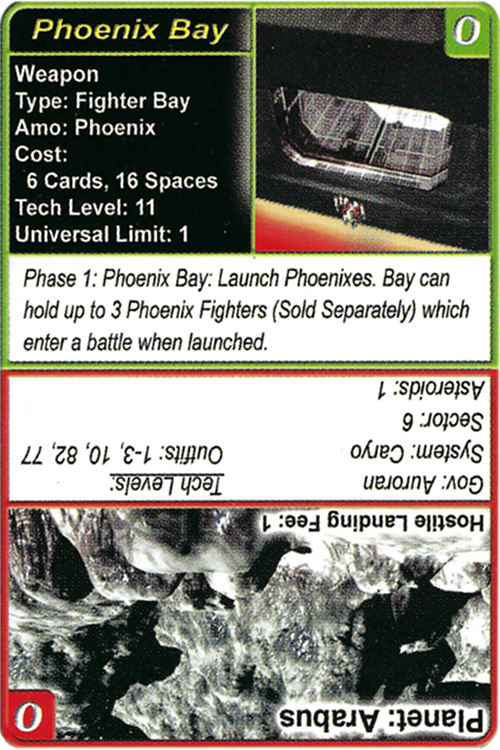 Phoenix Bay
0
Weapon
Type: Fighter Bay
Amo: Phoenix
Cost:
6 Cards, 16 Spaces
Tech Level: 11
Universal Limit: 1
Phase 1: Phoenix Bay: Launch Phoenixes. Bay can
hold up to 3 Phoenix Fighters (Sold Separately) which
enter a battle when launched.
Planet: Arabus
0
Hostile Landing Fee: 1
Gov: Auroran
System: Caryo
Sector: 6
Asteroids: 1
Tech Levels:
Outfits: 1-3, 10, 82, 77